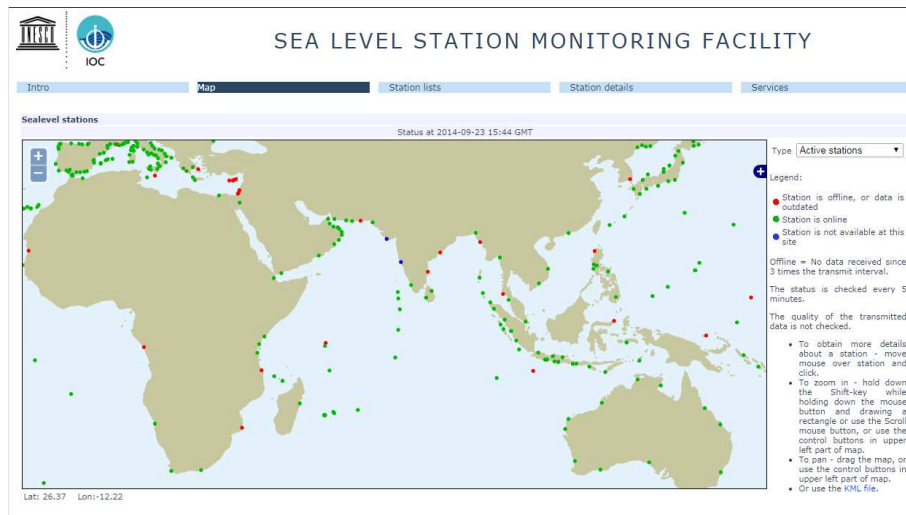 UNESCO
IOC
SEA LEVEL STATION MONITORING FACILITY
Intro
Map
Station lists
Station details
Services
Sealevel stations
Status at 2014-09-23 15:44 GMT
+
−
+
Type Active stations
Legend:
Station is offline, or data is
outdated
Station is online
Station is not available at this
site
Offline = No data received since
3 times the transmit interval.
The status is checked every 5
minutes.
The quality of the transmitted
data is not checked.
• To obtain more details
about a station - move
mouse over station and
click.
• To zoom in - hold down
the Shift-key while
holding down the mouse
button and drawing a
rectangle or use the Scroll
mouse button, or use the
control buttons in upper
left part of map.
• To pan - drag the map, or
use the control buttons in
upper left part of map.
• Or use the KML file.
Lat: 26.37 Lon:-12.22